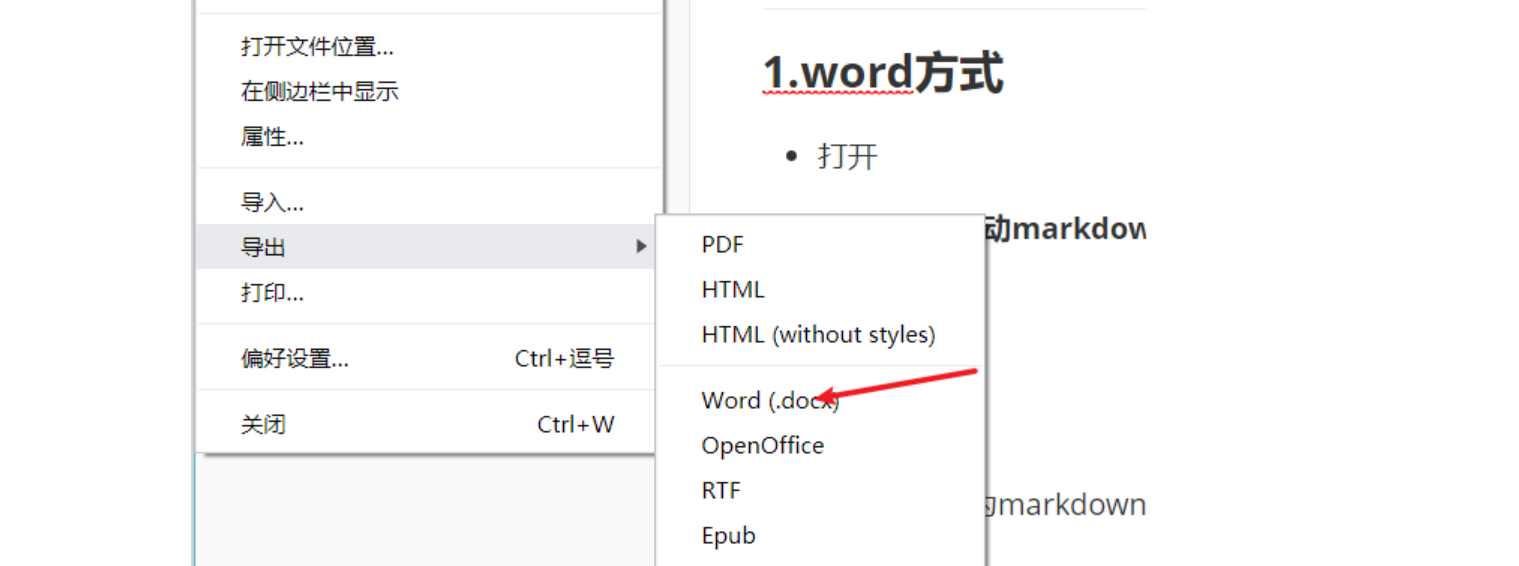 打开文件位置...
在侧边栏中显示
属性...
导入...
导出
打印...
偏好设置... Ctrl+逗号
关闭 Ctrl+W
PDF
HTML
HTML (without styles)
Word (.docx)
OpenOffice
RTF
Epub
1.word方式
打开
动markdow
markdown